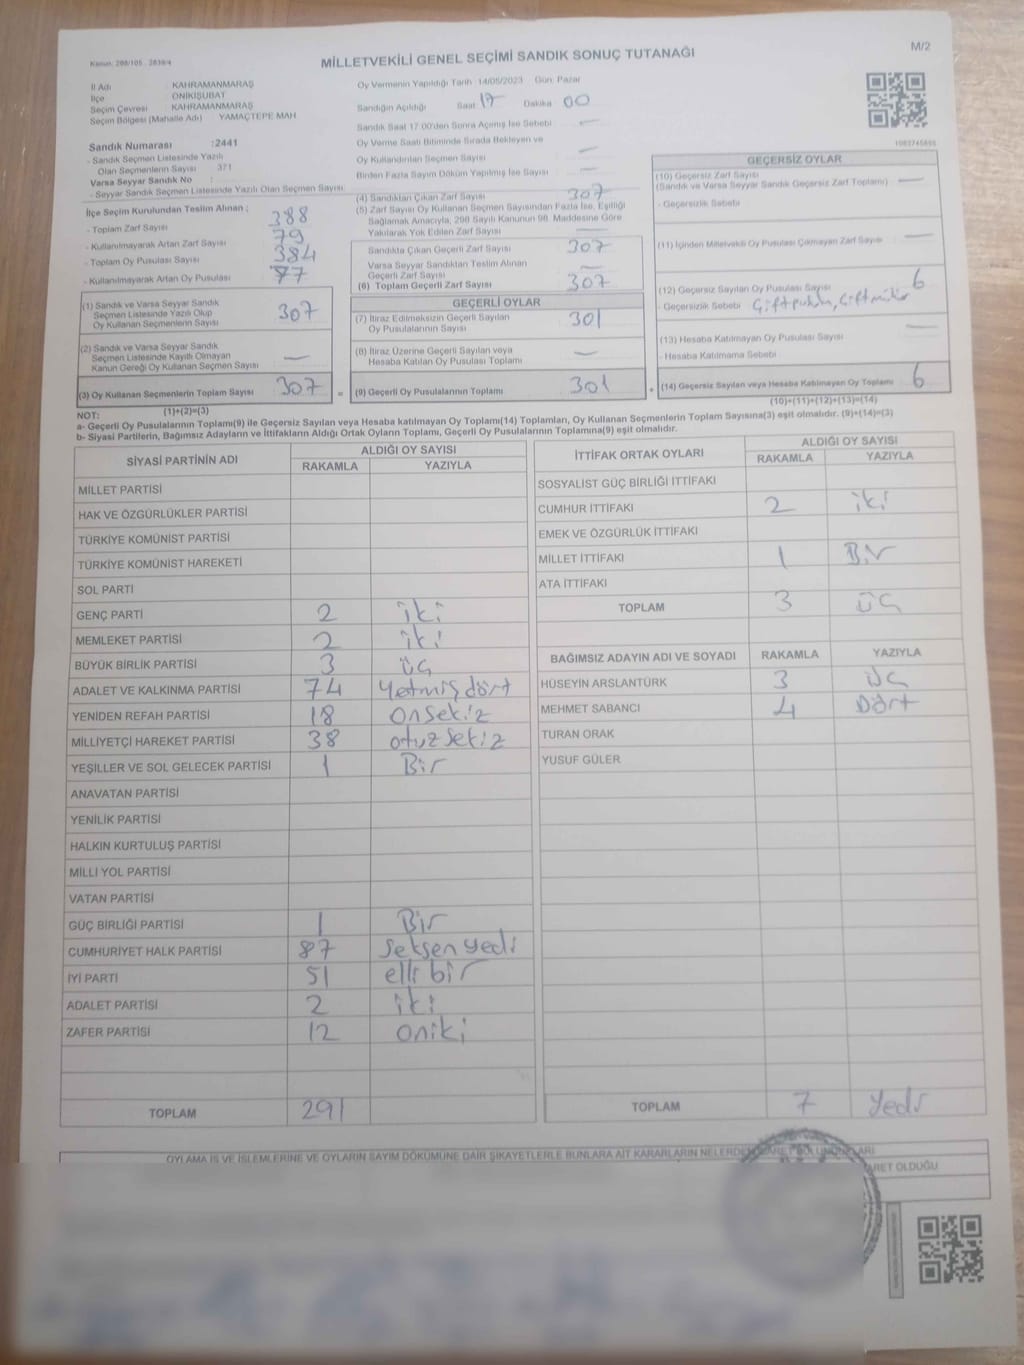 Kanun: 298/105 - 2839/4
M/2
MİLLETVEKİLİ GENEL SEÇİMİ SANDIK SONUÇ TUTANAĞI
İl Adı : KAHRAMANMARAŞ
İlçe : ONİKİŞUBAT
Seçim Çevresi : KAHRAMANMARAŞ
Seçim Bölgesi (Mahalle Adı) : YAMAÇTEPE MAH
Sandık Numarası :2441
- Sandık Seçmen Listesinde Yazılı
Olan Seçmenlerin Sayısı : 371
Varsa Seyyar Sandık No :
- Seyyar Sandık Seçmen Listesinde Yazılı Olan Seçmen Sayısı:
İlçe Seçim Kurulundan Teslim Alınan ;
- Toplam Zarf Sayısı 388
- Kullanılmayarak Artan Zarf Sayısı 79
- Toplam Oy Pusulası Sayısı 384
- Kullanılmayarak Artan Oy Pusulası 77
(1) Sandık ve Varsa Seyyar Sandık
Seçmen Listesinde Yazılı Olup
Oy Kullanan Seçmenlerin Sayısı 307
(2) Sandık ve Varsa Seyyar Sandık
Seçmen Listesinde Kayıtlı Olmayan
Kanun Gereği Oy Kullanan Seçmen Sayısı —
(3) Oy Kullanan Seçmenlerin Toplam Sayısı 307 =
(1)+(2)=(3)
Oy Vermenin Yapıldığı Tarih : 14/05/2023 Gün: Pazar
Sandığın Açıldığı Saat 17 Dakika 00
Sandık Saat 17:00'den Sonra Açılmış İse Sebebi —
Oy Verme Saati Bitiminde Sırada Bekleyen ve
Oy Kullandırılan Seçmen Sayısı —
Birden Fazla Sayım Döküm Yapılmış İse Sayısı —
(4) Sandıktan Çıkan Zarf Sayısı 307
(5) Zarf Sayısı Oy Kullanan Seçmen Sayısından Fazla İse, Eşitliği
Sağlamak Amacıyla, 298 Sayılı Kanunun 98. Maddesine Göre
Yakılarak Yok Edilen Zarf Sayısı —
Sandıkta Çıkan Geçerli Zarf Sayısı 307
Varsa Seyyar Sandıktan Teslim Alınan
Geçerli Zarf Sayısı —
(6) Toplam Geçerli Zarf Sayısı 307
GEÇERLİ OYLAR
(7) İtiraz Edilmeksizin Geçerli Sayılan
Oy Pusulalarının Sayısı 301
(8) İtiraz Üzerine Geçerli Sayılan veya
Hesaba Katılan Oy Pusulası Toplamı —
(9) Geçerli Oy Pusulalarının Toplamı 301 +
GEÇERSİZ OYLAR
(10) Geçersiz Zarf Sayısı
(Sandık ve Varsa Seyyar Sandık Geçersiz Zarf Toplamı) —
- Geçersizlik Sebebi
(11) İçinden Milletvekili Oy Pusulası Çıkmayan Zarf Sayısı —
(12) Geçersiz Sayılan Oy Pusulası Sayısı 6
- Geçersizlik Sebebi
(13) Hesaba Katılmayan Oy Pusulası Sayısı —
- Hesaba Katılmama Sebebi
(14) Geçersiz Sayılan veya Hesaba Katılmayan Oy Toplamı 6
(10)+(11)+(12)+(13)=(14)
NOT:
a- Geçerli Oy Pusulalarının Toplamı(9) ile Geçersiz Sayılan veya Hesaba katılmayan Oy Toplamı(14) Toplamları, Oy Kullanan Seçmenlerin Toplam Sayısına(3) eşit olmalıdır. (9)+(14)=(3)
b- Siyasi Partilerin, Bağımsız Adayların ve İttifakların Aldığı Ortak Oyların Toplamı, Geçerli Oy Pusulalarının Toplamına(9) eşit olmalıdır.
SİYASİ PARTİNİN ADI ALDIĞI OY SAYISI
RAKAMLA YAZIYLA
MİLLET PARTİSİ
HAK VE ÖZGÜRLÜKLER PARTİSİ
TÜRKİYE KOMÜNİST PARTİSİ
TÜRKİYE KOMÜNİST HAREKETİ
SOL PARTİ
GENÇ PARTİ 2 iki
MEMLEKET PARTİSİ 2 iki
BÜYÜK BİRLİK PARTİSİ 3 üç
ADALET VE KALKINMA PARTİSİ 74 Yetmiş dört
YENİDEN REFAH PARTİSİ 18 Onsekiz
MİLLİYETÇİ HAREKET PARTİSİ 38 otuz sekiz
YEŞİLLER VE SOL GELECEK PARTİSİ 1 Bir
ANAVATAN PARTİSİ
YENİLİK PARTİSİ
HALKIN KURTULUŞ PARTİSİ
MİLLİ YOL PARTİSİ
VATAN PARTİSİ
GÜÇ BİRLİĞİ PARTİSİ 1 Bir
CUMHURİYET HALK PARTİSİ 87 Seksen yedi
İYİ PARTİ 51 elli bir
ADALET PARTİSİ 2 iki
ZAFER PARTİSİ 12 oniki
TOPLAM 291
İTTİFAK ORTAK OYLARI ALDIĞI OY SAYISI
RAKAMLA YAZIYLA
SOSYALİST GÜÇ BİRLİĞİ İTTİFAKI
CUMHUR İTTİFAKI 2 iki
EMEK VE ÖZGÜRLÜK İTTİFAKI
MİLLET İTTİFAKI 1 Bir
ATA İTTİFAKI
TOPLAM 3 üç
BAĞIMSIZ ADAYIN ADI VE SOYADI RAKAMLA YAZIYLA
HÜSEYİN ARSLANTÜRK 3 üç
MEHMET SABANCI 4 Dört
TURAN ORAK
YUSUF GÜLER
TOPLAM 7 Yedi
OYLAMA İŞ VE İŞLEMLERİNE VE OYLARIN SAYIM DÖKÜMÜNE DAİR ŞİKAYETLERLE BUNLARA AİT KARARLARIN NELERDEN
OLDUĞU